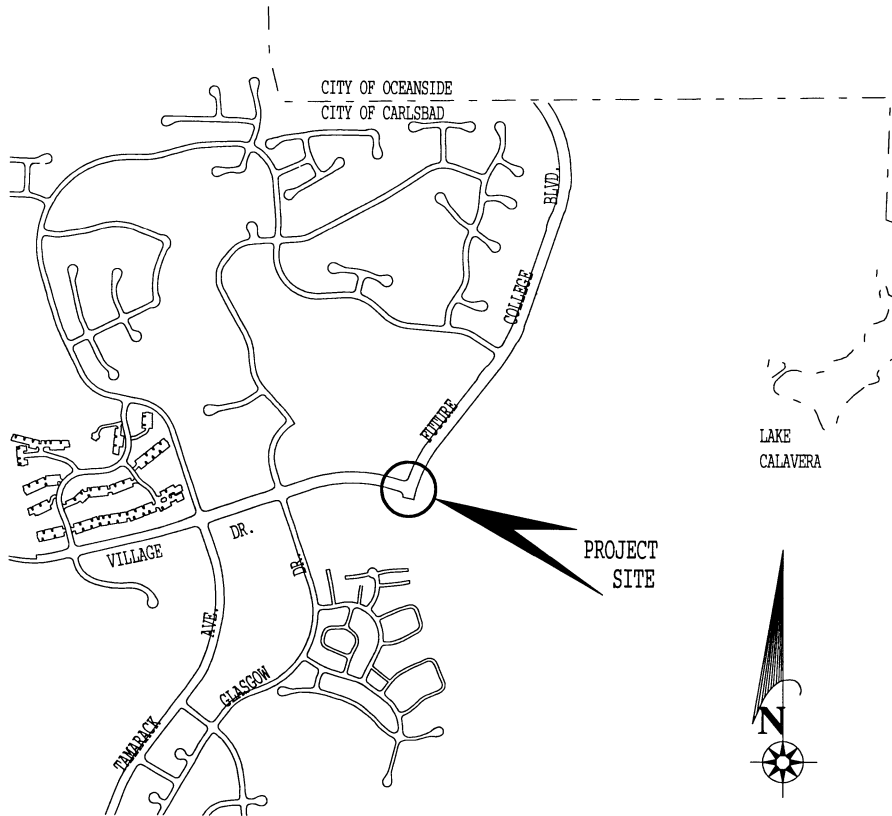 CITY OF OCEANSIDE
CITY OF CARLSBAD
BLVD.
COLLEGE
FUTURE
LAKE
CALAVERA
VILLAGE
DR.
DR.
PROJECT
SITE
AVE.
GLASGOW
TAMARACK
N